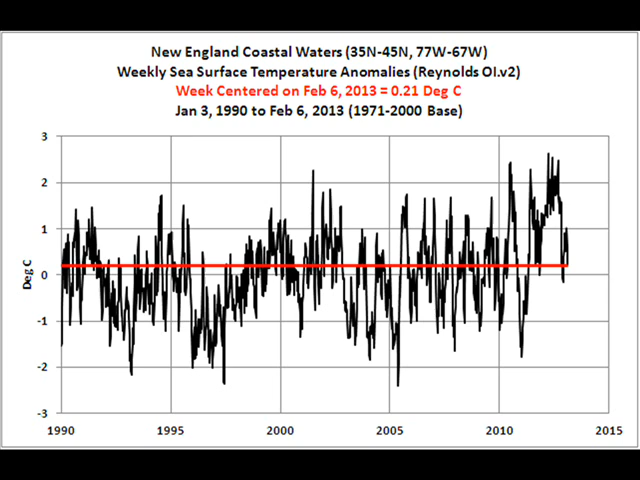 New England Coastal Waters (35N-45N, 77W-67W)
Weekly Sea Surface Temperature Anomalies (Reynolds OI.v2)
Week Centered on Feb 6, 2013 = 0.21 Deg C
Jan 3, 1990 to Feb 6, 2013 (1971-2000 Base)
3
2
1
0
-1
-2
-3
Deg C
1990 1995 2000 2005 2010 2015